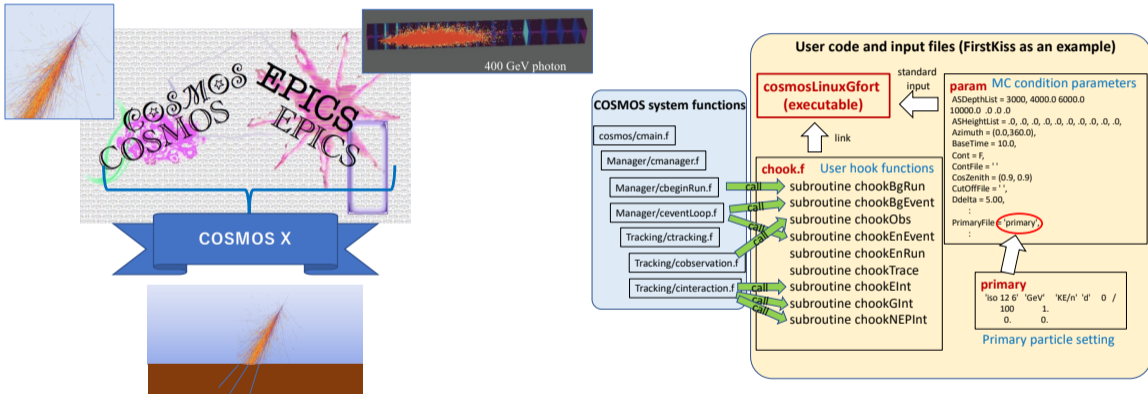 400 GeV photon
COSMOS
COSMOS
EPICS
EPICS
COSMOS X
COSMOS system functions
cosmos/cmain.f
Manager/cmanager.f
Manager/cbeginRun.f
Manager/ceventLoop.f
Tracking/ctracking.f
Tracking/cobservation.f
Tracking/cinteraction.f
call
call
call
call
call
call
call
User code and input files (FirstKiss as an example)
cosmosLinuxGfort
(executable)
standard
input
link
chook.f User hook functions
subroutine chookBgRun
subroutine chookBgEvent
subroutine chookObs
subroutine chookEnEvent
subroutine chookEnRun
subroutine chookTrace
subroutine chookEInt
subroutine chookGInt
subroutine chookNEPInt
param MC condition parameters
ASDepthList = 3000, 4000.0 6000.0
10000.0 .0 .0 .0
ASHeightList = .0, .0, .0, .0, .0, .0, .0, .0, .0,
Azimuth = (0.0,360.0),
BaseTime = 10.0,
Cont = F,
ContFile = ' '
CosZenith = (0.9, 0.9)
CutOffFile = ' ',
Ddelta = 5.00,
:
PrimaryFile = 'primary',
:
primary
'iso 12 6' 'GeV' 'KE/n' 'd' 0 /
100 1.
0. 0.
Primary particle setting